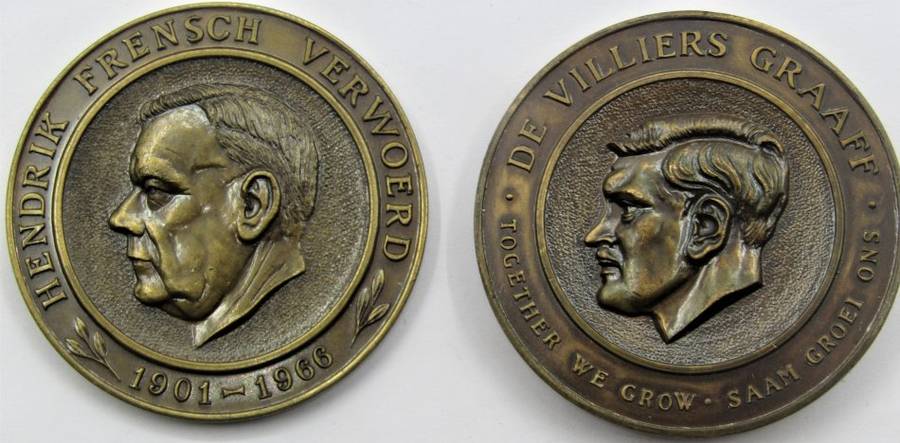 HENDRIK FRENSCH VERWOERD
1901–1966
· DE VILLIERS GRAAFF ·
TOGETHER WE GROW · SAAM GROEI ONS